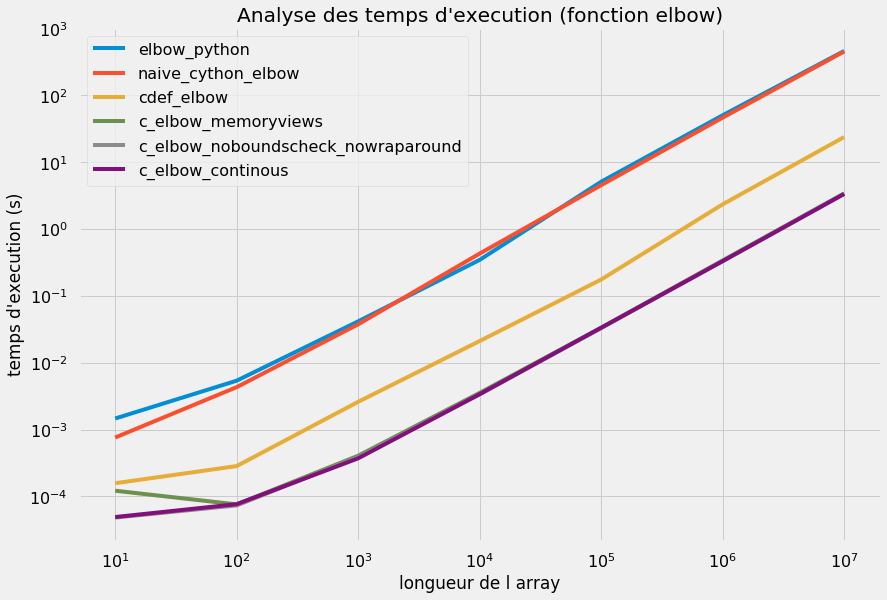 Analyse des temps d'execution (fonction elbow)
elbow_python
naive_cython_elbow
cdef_elbow
c_elbow_memoryviews
c_elbow_noboundscheck_nowraparound
c_elbow_continous
temps d'execution (s)
10³
10²
10¹
10⁰
10⁻¹
10⁻²
10⁻³
10⁻⁴
10¹ 10² 10³ 10⁴ 10⁵ 10⁶ 10⁷
longueur de l array